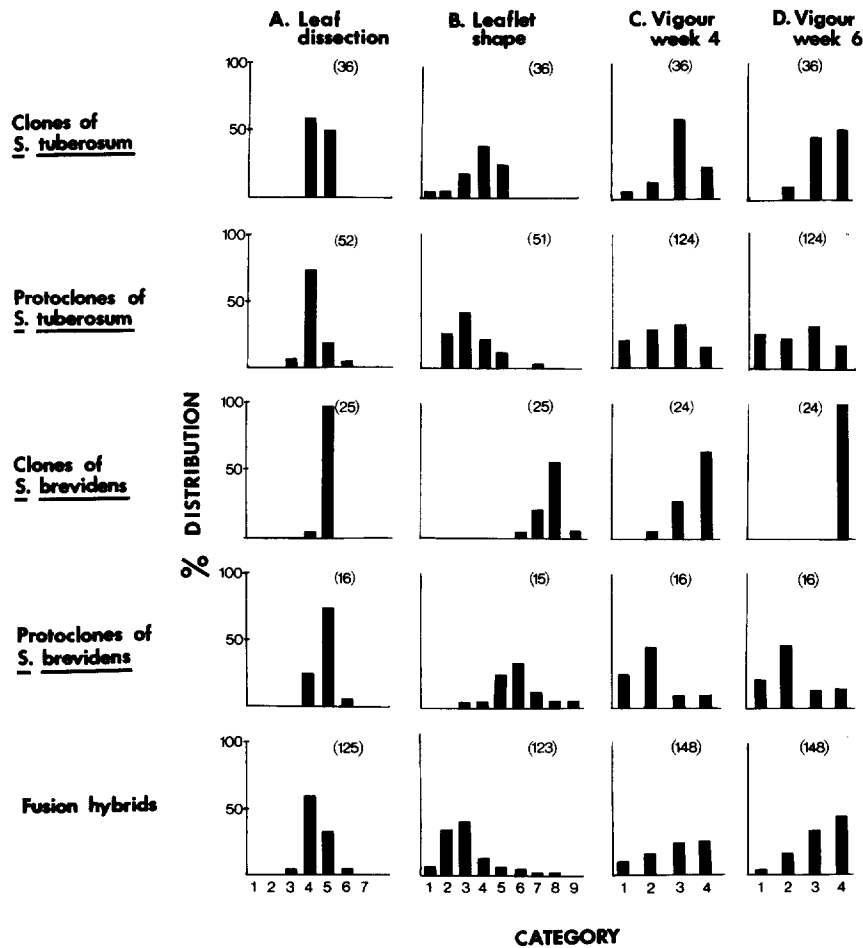 A. Leaf
dissection
B. Leaflet
shape
C. Vigour
week 4
D. Vigour
week 6
Clones of
S. tuberosum
100
50
(36)
(36)
(36)
(36)
Protoclones of
S. tuberosum
100
50
(52)
(51)
(124)
(124)
Clones of
S. brevidens
100
50
(25)
(25)
(24)
(24)
% DISTRIBUTION
Protoclones of
S. brevidens
100
50
(16)
(15)
(16)
(16)
Fusion hybrids
100
50
(125)
(123)
(148)
(148)
1 2 3 4 5 6 7
1 2 3 4 5 6 7 8 9
1 2 3 4
1 2 3 4
CATEGORY